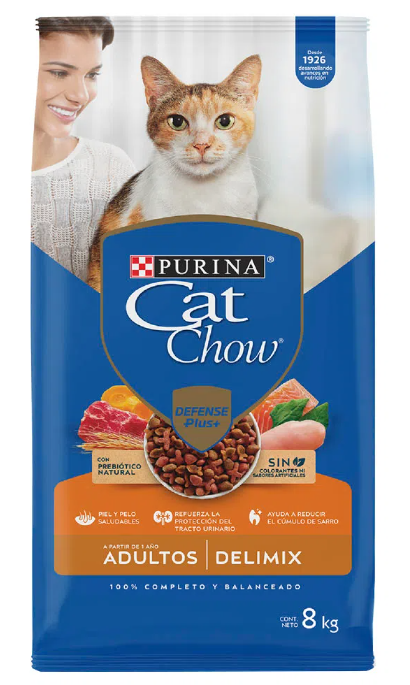 Desde
1926
desarrollando
avances en
nutrición
PURINA®
Cat
Chow®
DEFENSE
Plus+
CON
PREBIÓTICO
NATURAL
SIN
COLORANTES NI
SABORES ARTIFICIALES
PIEL Y PELO
SALUDABLES
REFUERZA LA
PROTECCIÓN DEL
TRACTO URINARIO
AYUDA A REDUCIR
EL CÚMULO DE SARRO
A PARTIR DE 1 AÑO
ADULTOS | DELIMIX
100% COMPLETO Y BALANCEADO
CONT.
NETO 8 kg